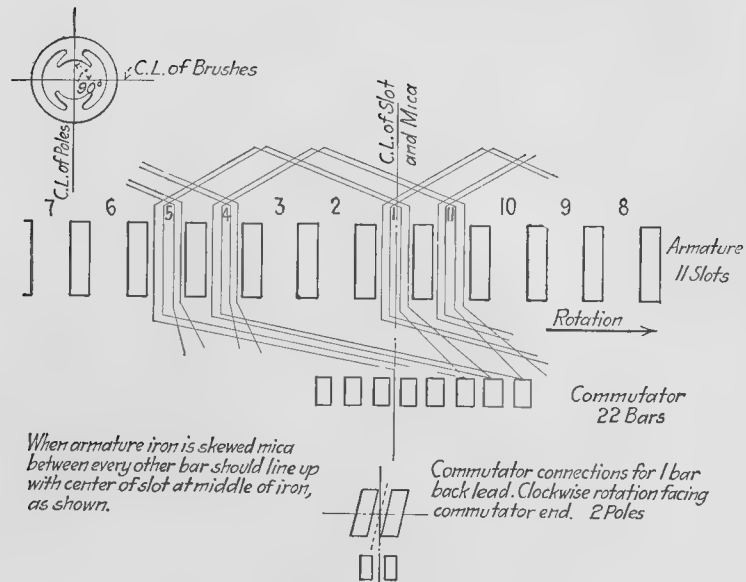 C.L. of Brushes
90°
C.L. of Poles
C.L. of Slot
and Mica
7 6 5 4 3 2 1 11 10 9 8
Armature
11 Slots
Rotation
Commutator
22 Bars
When armature iron is skewed mica
between every other bar should line up
with center of slot at middle of iron,
as shown.
Commutator connections for 1 bar
back lead. Clockwise rotation facing
commutator end. 2 Poles